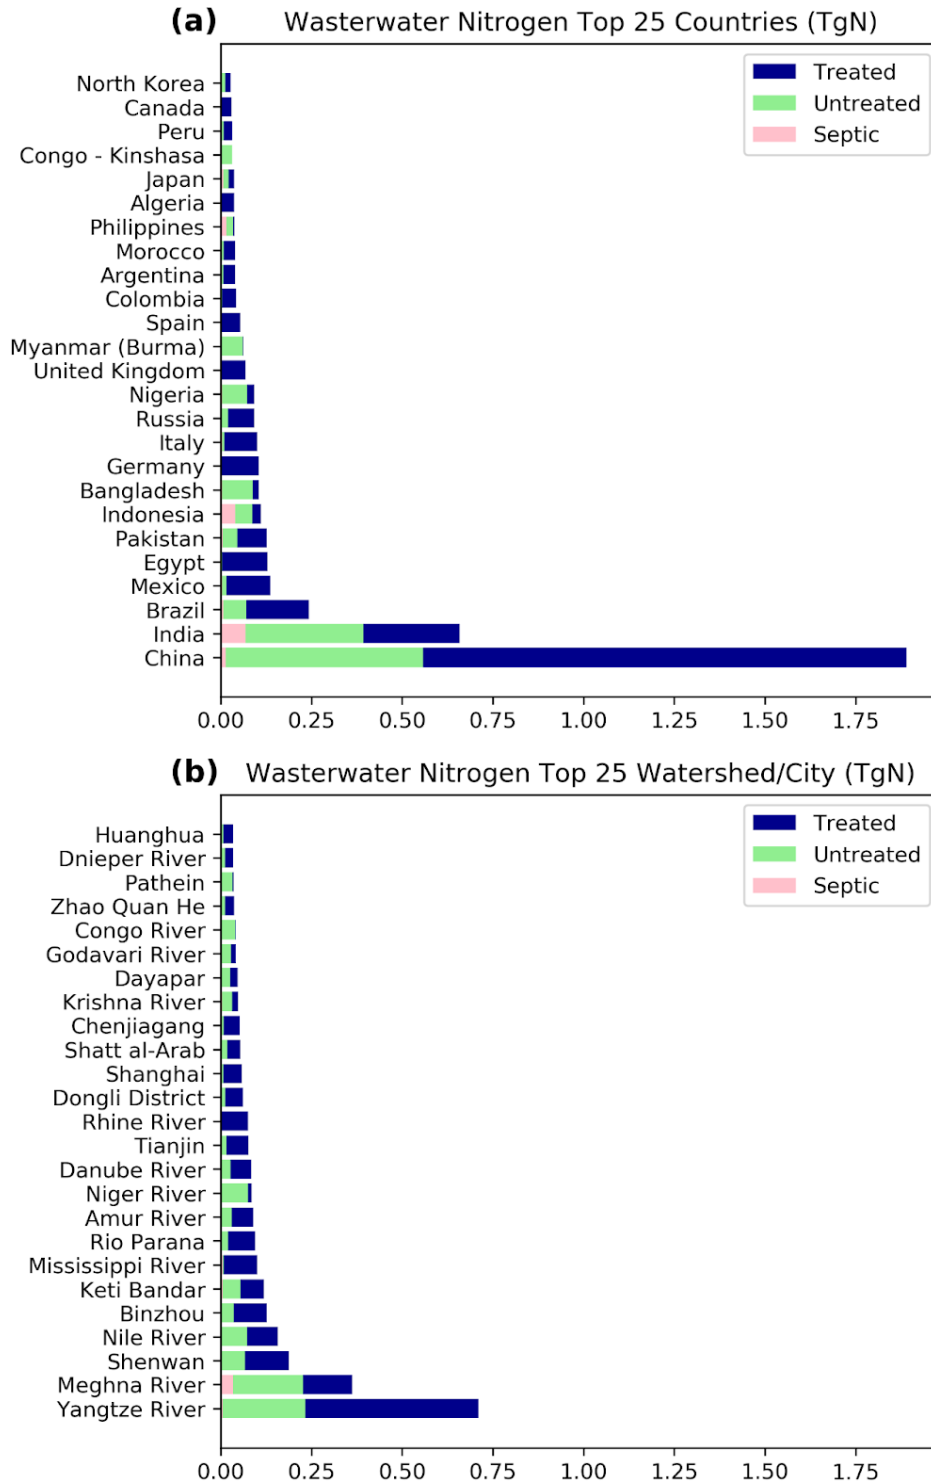 (a) Wasterwater Nitrogen Top 25 Countries (TgN)
Treated
Untreated
Septic
North Korea
Canada
Peru
Congo - Kinshasa
Japan
Algeria
Philippines
Morocco
Argentina
Colombia
Spain
Myanmar (Burma)
United Kingdom
Nigeria
Russia
Italy
Germany
Bangladesh
Indonesia
Pakistan
Egypt
Mexico
Brazil
India
China
0.00 0.25 0.50 0.75 1.00 1.25 1.50 1.75
(b) Wasterwater Nitrogen Top 25 Watershed/City (TgN)
Treated
Untreated
Septic
Huanghua
Dnieper River
Pathein
Zhao Quan He
Congo River
Godavari River
Dayapar
Krishna River
Chenjiagang
Shatt al-Arab
Shanghai
Dongli District
Rhine River
Tianjin
Danube River
Niger River
Amur River
Rio Parana
Mississippi River
Keti Bandar
Binzhou
Nile River
Shenwan
Meghna River
Yangtze River
0.00 0.25 0.50 0.75 1.00 1.25 1.50 1.75